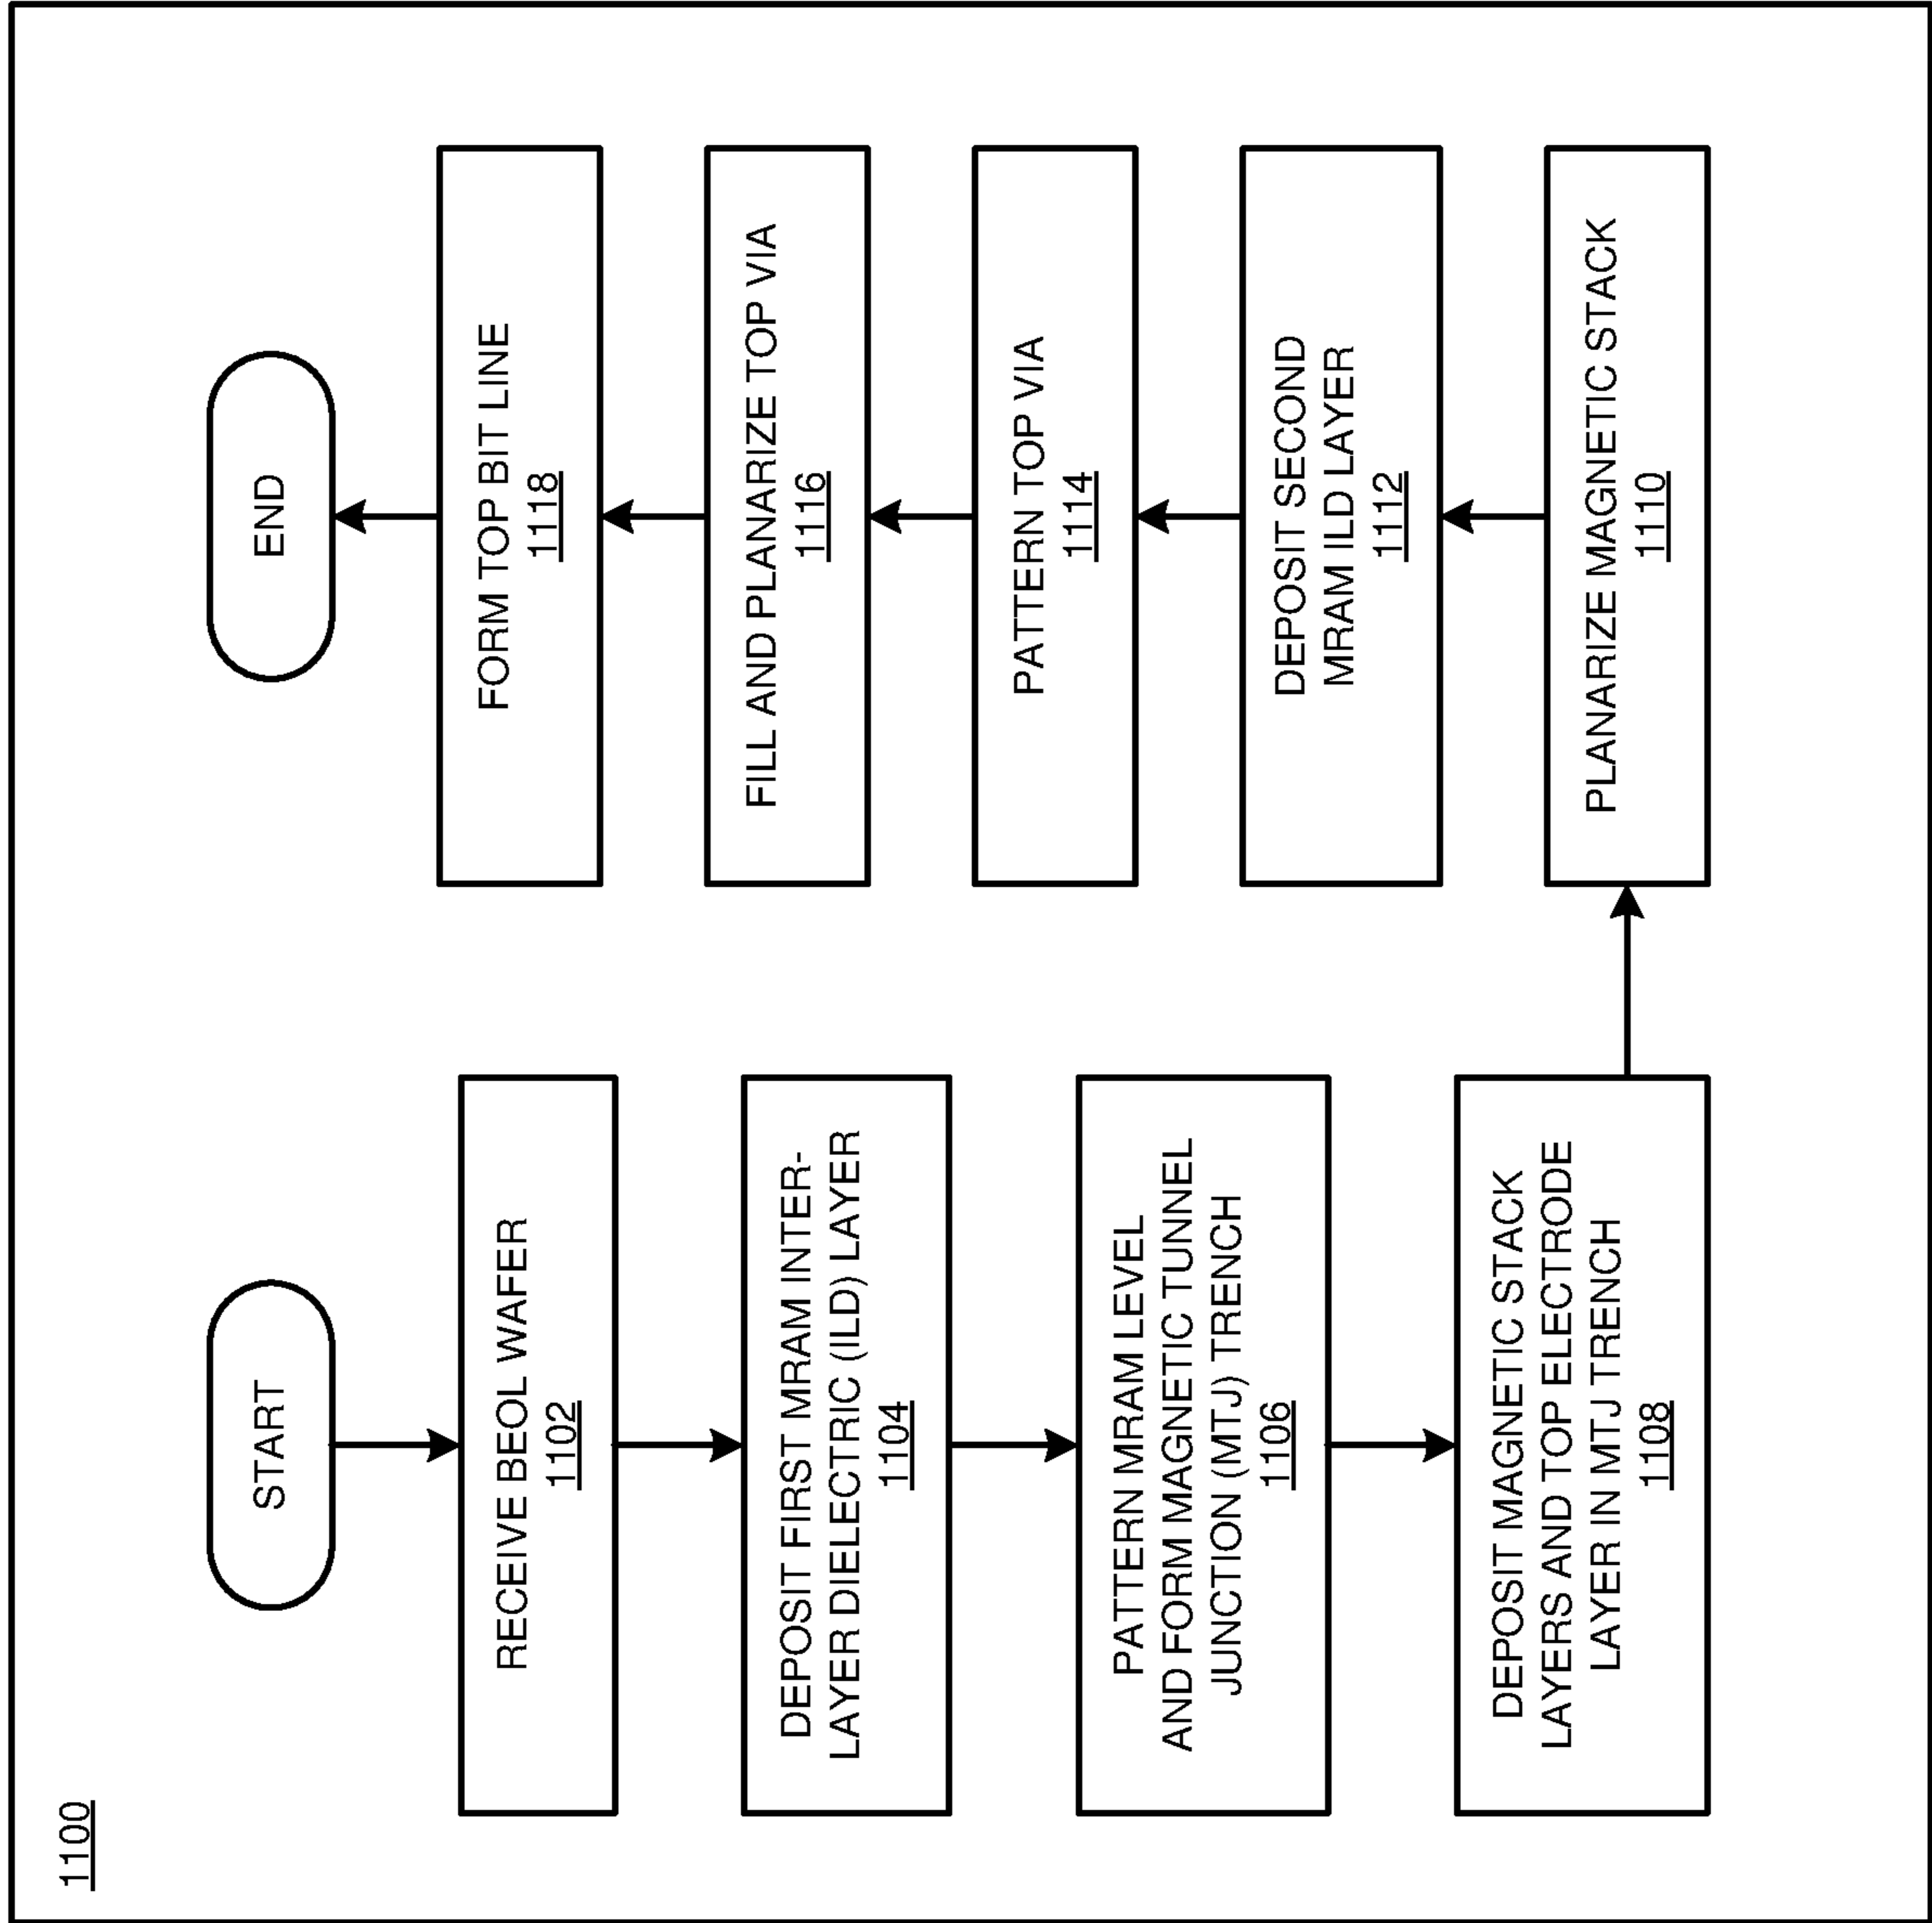 1100
START
RECEIVE BEOL WAFER
1102
DEPOSIT FIRST MRAM INTER-
LAYER DIELECTRIC (ILD) LAYER
1104
PATTERN MRAM LEVEL
AND FORM MAGNETIC TUNNEL
JUNCTION (MTJ) TRENCH
1106
DEPOSIT MAGNETIC STACK
LAYERS AND TOP ELECTRODE
LAYER IN MTJ TRENCH
1108
PLANARIZE MAGNETIC STACK
1110
DEPOSIT SECOND
MRAM ILD LAYER
1112
PATTERN TOP VIA
1114
FILL AND PLANARIZE TOP VIA
1116
FORM TOP BIT LINE
1118
END